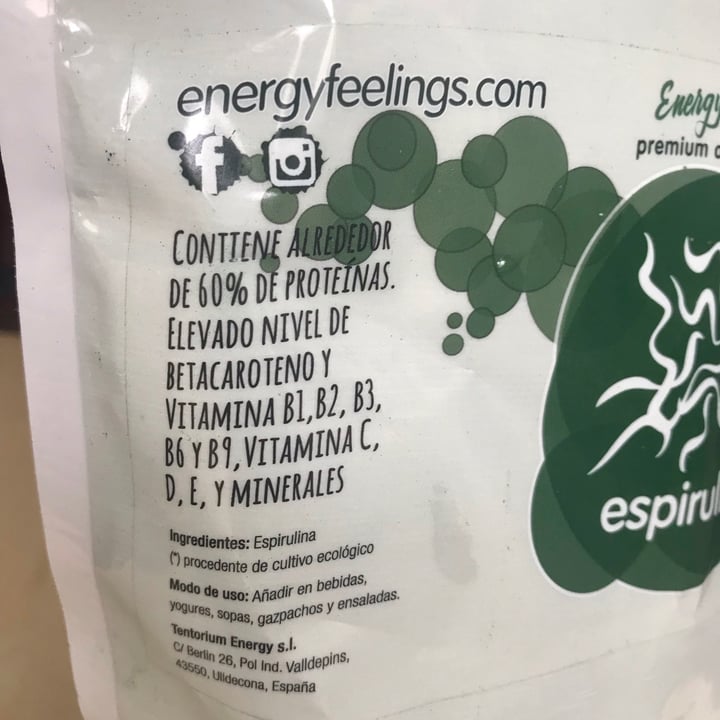 energyfeelings.com
CONTIENE ALREDEDOR
DE 60% DE PROTEÍNAS.
ELEVADO NIVEL DE
BETACAROTENO Y
VITAMINA B1, B2, B3,
B6 Y B9, VITAMINA C,
D, E, Y MINERALES
Ingredientes: Espirulina
(*) procedente de cultivo ecológico
Modo de uso: Añadir en bebidas,
yogures, sopas, gazpachos y ensaladas.
Tentorium Energy s.l.
C/ Berlin 26, Pol Ind. Valldepins,
43550, Ulldecona, España
premium